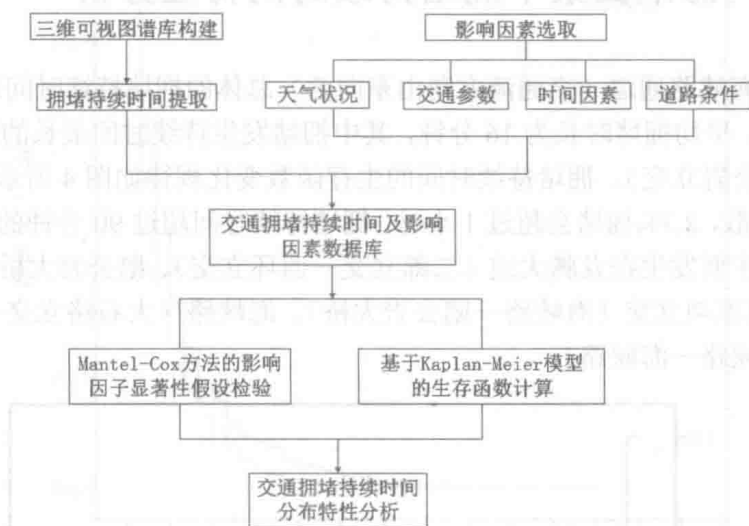 三维可视图谱库构建
影响因素选取
拥堵持续时间提取
天气状况
交通参数
时间因素
道路条件
交通拥堵持续时间及影响
因素数据库
Mantel-Cox方法的影响
因子显著性假设检验
基于Kaplan-Meier模型
的生存函数计算
交通拥堵持续时间
分布特性分析